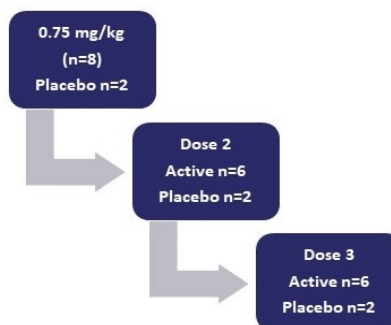 0.75 mg/kg
(n=8)
Placebo n=2
Dose 2
Active n=6
Placebo n=2
Dose 3
Active n=6
Placebo n=2